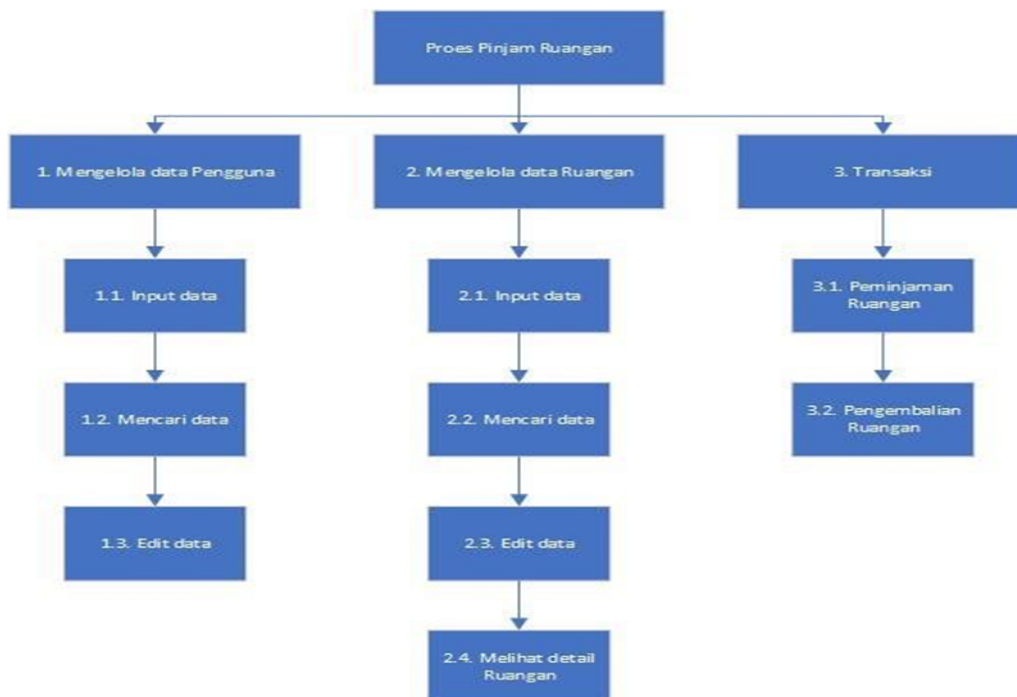 Proes Pinjam Ruangan
1. Mengelola data Pengguna
2. Mengelola data Ruangan
3. Transaksi
1.1. Input data
2.1. Input data
3.1. Peminjaman
Ruangan
1.2. Mencari data
2.2. Mencari data
3.2. Pengembalian
Ruangan
1.3. Edit data
2.3. Edit data
2.4. Melihat detail
Ruangan